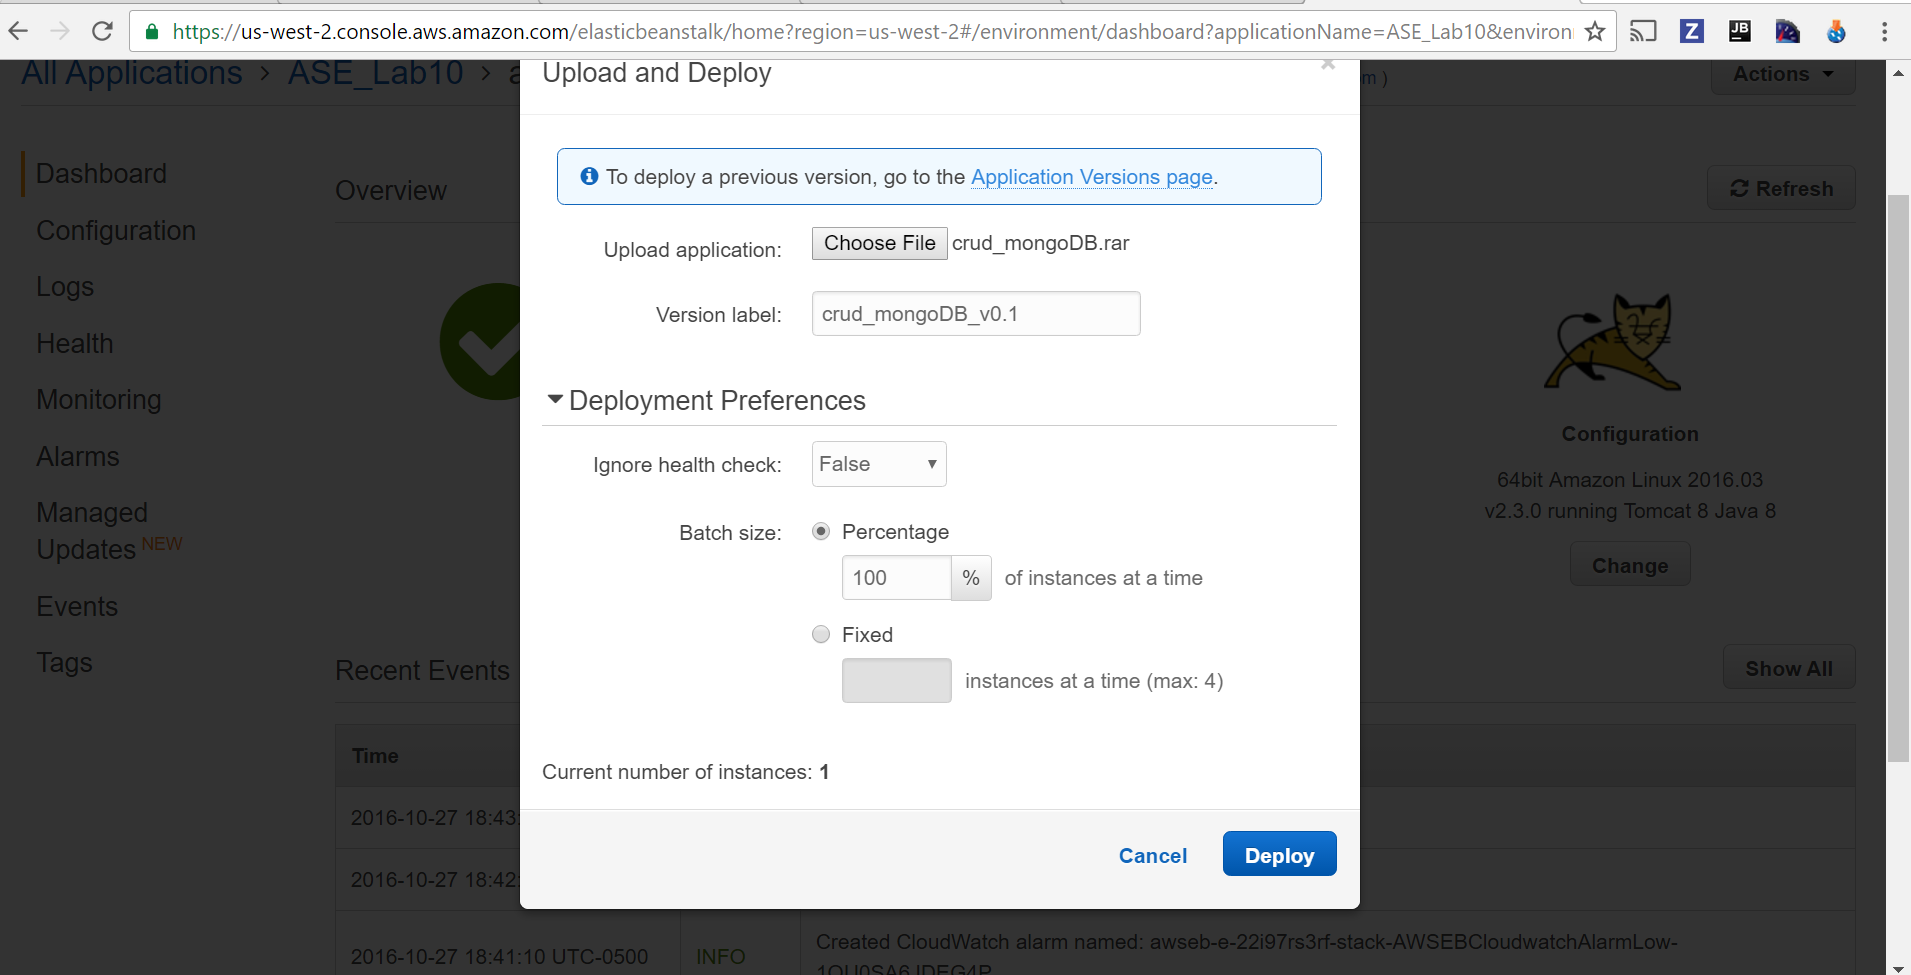 https://us-west-2.console.aws.amazon.com/elasticbeanstalk/home?region=us-west-2#/environment/dashboard?applicationName=ASE_Lab10&environ
All Applications > ASE_Lab10 >
Actions
Upload and Deploy
Dashboard
Configuration
Logs
Health
Monitoring
Alarms
Managed
Updates NEW
Events
Tags
Overview
Refresh
To deploy a previous version, go to the Application Versions page.
Upload application: Choose File crud_mongoDB.rar
Version label: crud_mongoDB_v0.1
Deployment Preferences
Ignore health check: False
Batch size: Percentage
100 % of instances at a time
Fixed
instances at a time (max: 4)
Current number of instances: 1
Cancel Deploy
Configuration
64bit Amazon Linux 2016.03
v2.3.0 running Tomcat 8 Java 8
Change
Recent Events
Show All
Time
2016-10-27 18:43:
2016-10-27 18:42:
2016-10-27 18:41:10 UTC-0500 INFO Created CloudWatch alarm named: awseb-e-22i97rs3rf-stack-AWSEBCloudwatchAlarmLow-